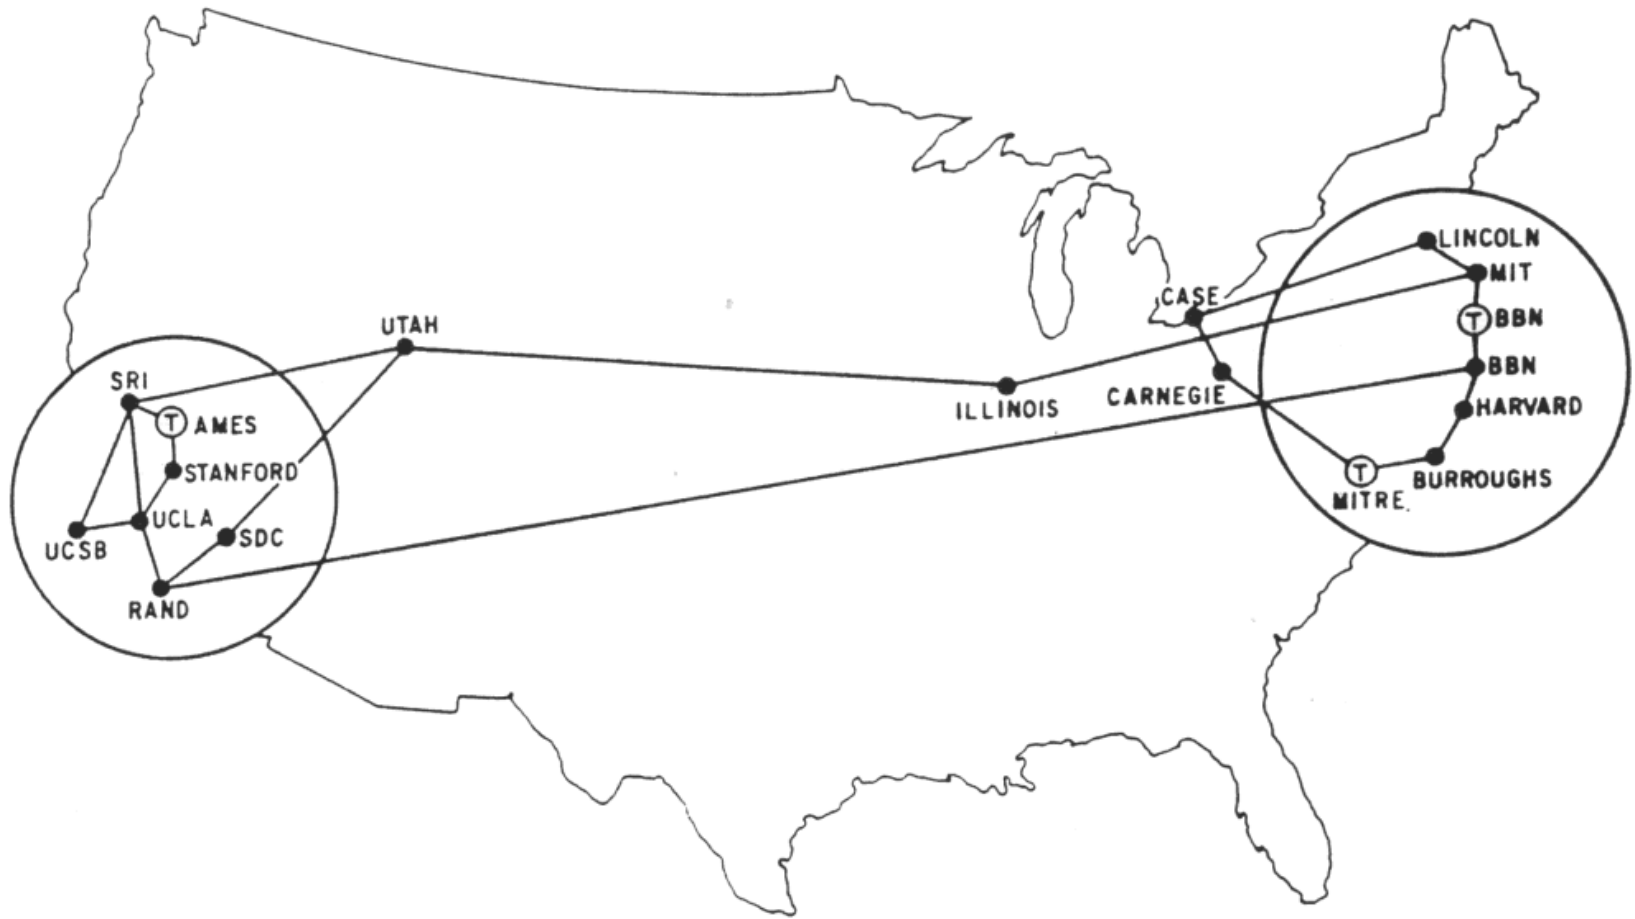 LINCOLN
MIT
CASE
T BBN
UTAH
BBN
SRI
ILLINOIS
CARNEGIE
HARVARD
T AMES
STANFORD
T
BURROUGHS
MITRE.
UCLA
SDC
UCSB
RAND